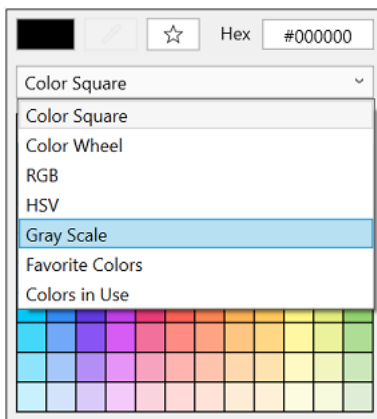 Hex #000000
Color Square
Color Square
Color Wheel
RGB
HSV
Gray Scale
Favorite Colors
Colors in Use